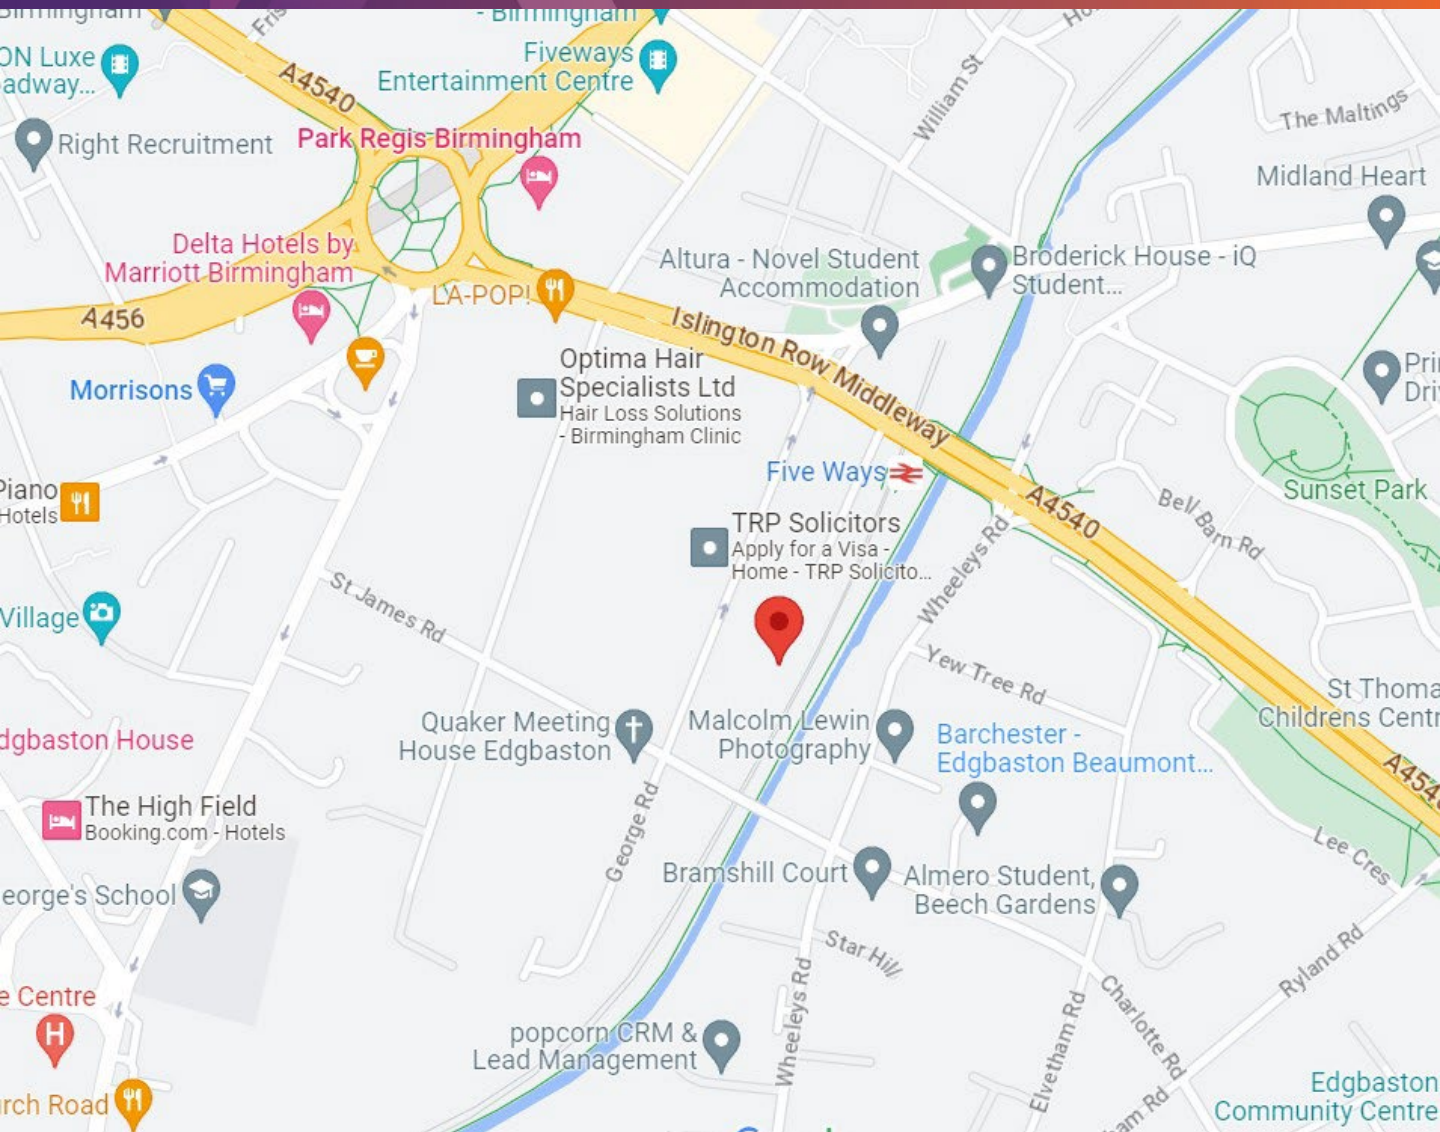 Birmingham
- Birmingham
ON Luxe
adway...
Fiveways
Entertainment Centre
A4540
William St
The Maltings
Right Recruitment
Park Regis Birmingham
Midland Heart
Delta Hotels by
Marriott Birmingham
Altura - Novel Student
Accommodation
Broderick House - iQ
Student...
LA-POP!
A456
Islington Row Middleway
Optima Hair
Specialists Ltd
Hair Loss Solutions
- Birmingham Clinic
Morrisons
Pri
Dri
Five Ways
Piano
Hotels
Sunset Park
A4540
Bell Barn Rd
TRP Solicitors
Apply for a Visa -
Home - TRP Solicito...
Wheeleys Rd
St James Rd
Village
Yew Tree Rd
St Thoma
Childrens Centr
Quaker Meeting
House Edgbaston
Malcolm Lewin
Photography
Barchester -
Edgbaston Beaumont...
dgbaston House
A4540
The High Field
Booking.com - Hotels
George Rd
Lee Cres
Bramshill Court
Almero Student,
Beech Gardens
eorge's School
Star Hill
Ryland Rd
Wheeleys Rd
e Centre
H
Charlotte Rd
Elvetham Rd
popcorn CRM &
Lead Management
rch Road
ham Rd
Edgbaston
Community Centre